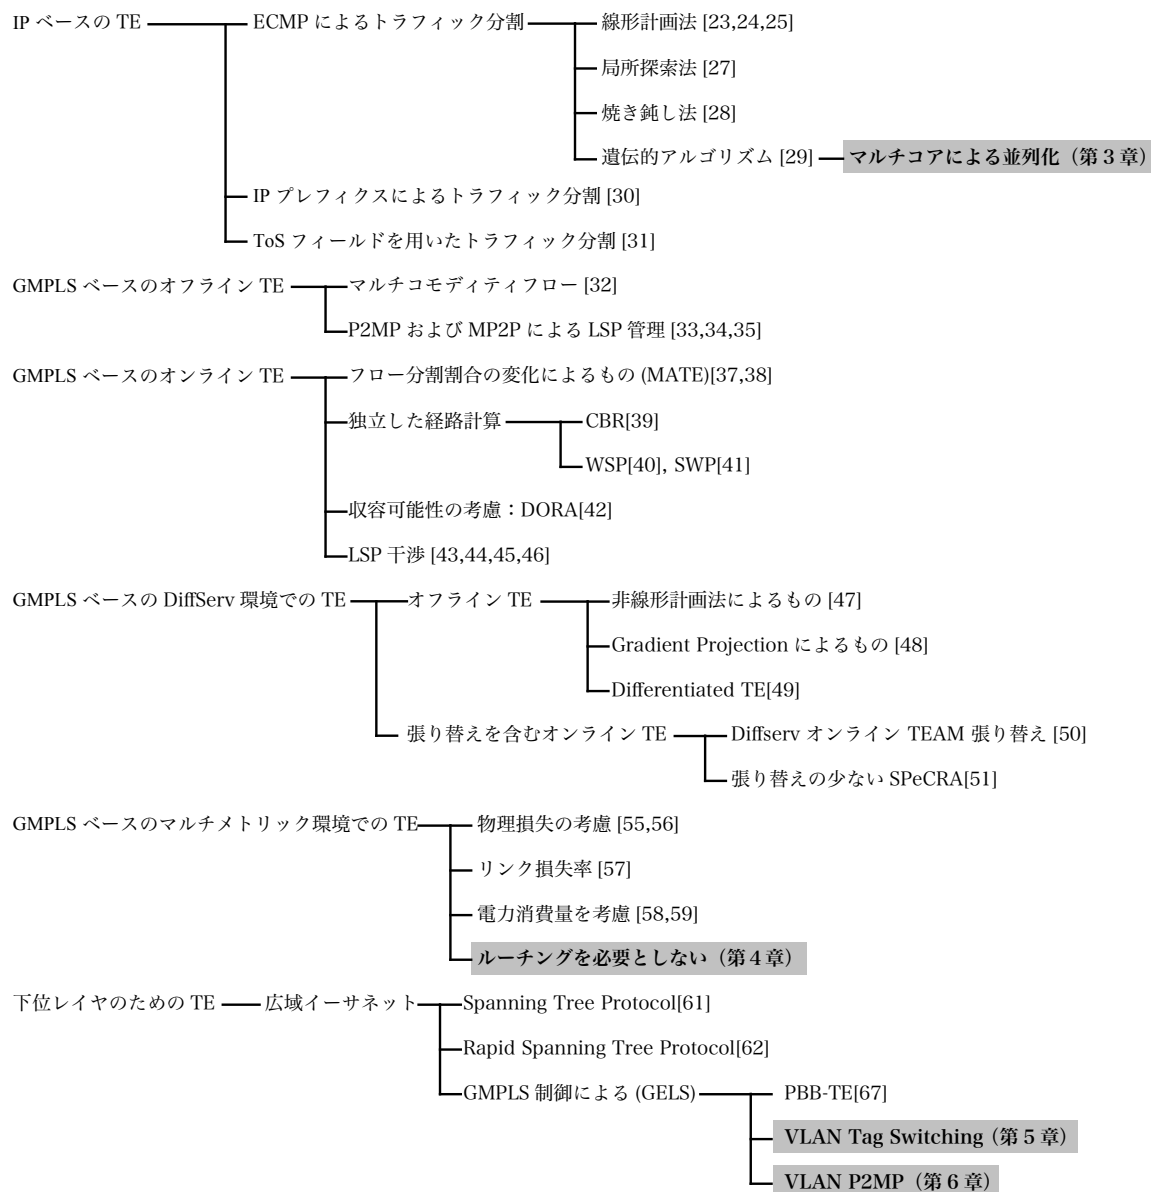 IP ベースの TE ECMP によるトラフィック分割 線形計画法 [23,24,25]
局所探索法 [27]
焼き鈍し法 [28]
遺伝的アルゴリズム [29] マルチコアによる並列化（第 3 章）
IP プレフィクスによるトラフィック分割 [30]
ToS フィールドを用いたトラフィック分割 [31]
GMPLS ベースのオフライン TE マルチコモディティフロー [32]
P2MP および MP2P による LSP 管理 [33,34,35]
GMPLS ベースのオンライン TE フロー分割割合の変化によるもの (MATE)[37,38]
独立した経路計算 CBR[39]
WSP[40], SWP[41]
収容可能性の考慮：DORA[42]
LSP 干渉 [43,44,45,46]
GMPLS ベースの DiffServ 環境での TE オフライン TE 非線形計画法によるもの [47]
Gradient Projection によるもの [48]
Differentiated TE[49]
張り替えを含むオンライン TE Diffserv オンライン TEAM 張り替え [50]
張り替えの少ない SPeCRA[51]
GMPLS ベースのマルチメトリック環境での TE 物理損失の考慮 [55,56]
リンク損失率 [57]
電力消費量を考慮 [58,59]
ルーチングを必要としない（第 4 章）
下位レイヤのための TE 広域イーサネット Spanning Tree Protocol[61]
Rapid Spanning Tree Protocol[62]
GMPLS 制御による (GELS) PBB-TE[67]
VLAN Tag Switching（第 5 章）
VLAN P2MP（第 6 章）